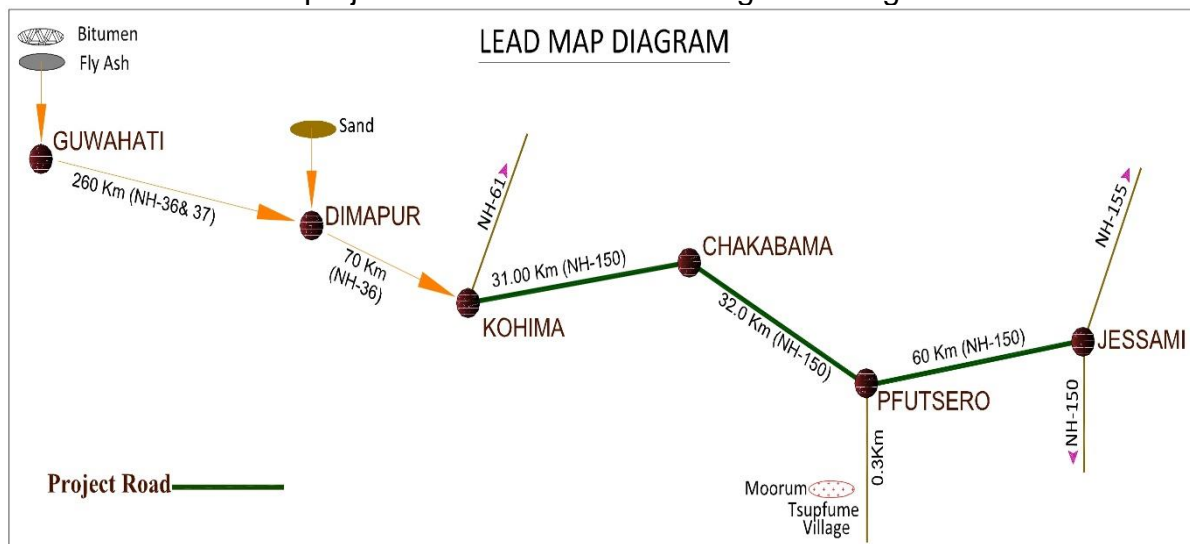 LEAD MAP DIAGRAM
Bitumen
Fly Ash
GUWAHATI
260 Km (NH-36& 37)
Sand
DIMAPUR
70 Km
(NH-36)
NH-61
KOHIMA
31.00 Km (NH-150)
CHAKABAMA
32.0 Km (NH-150)
PFUTSERO
60 Km (NH-150)
NH-155
JESSAMI
NH-150
0.3Km
Moorum
Tsupfume
Village
Project Road